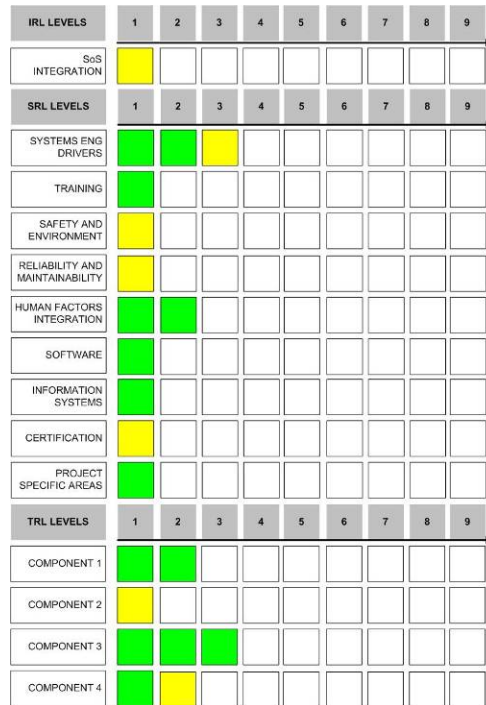 IRL LEVELS 1 2 3 4 5 6 7 8 9
SoS
INTEGRATION
SRL LEVELS 1 2 3 4 5 6 7 8 9
SYSTEMS ENG
DRIVERS
TRAINING
SAFETY AND
ENVIRONMENT
RELIABILITY AND
MAINTAINABILITY
HUMAN FACTORS
INTEGRATION
SOFTWARE
INFORMATION
SYSTEMS
CERTIFICATION
PROJECT
SPECIFIC AREAS
TRL LEVELS 1 2 3 4 5 6 7 8 9
COMPONENT 1
COMPONENT 2
COMPONENT 3
COMPONENT 4